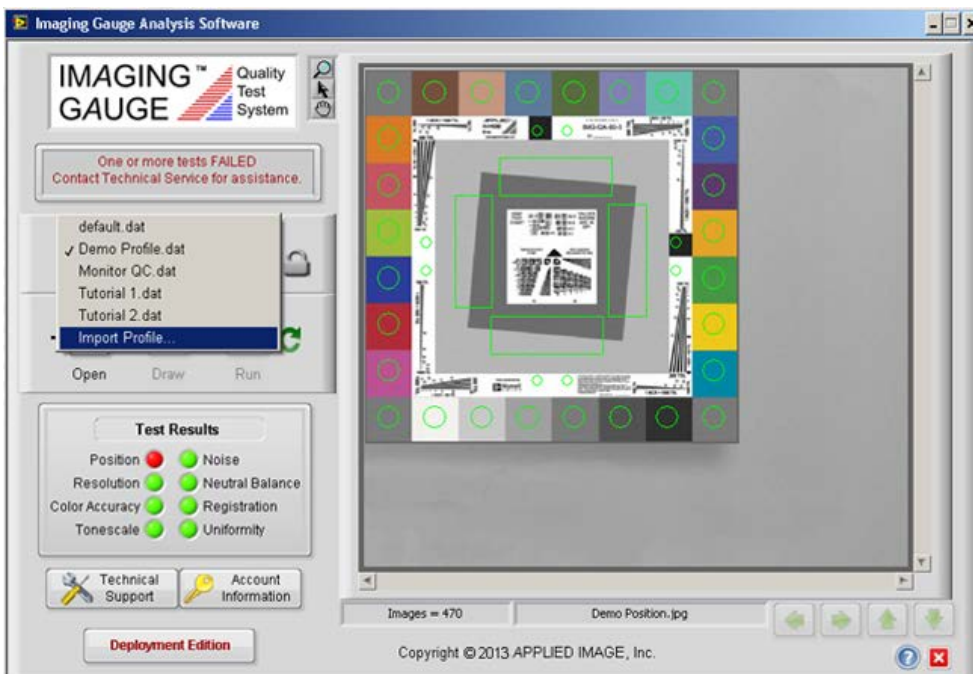 Imaging Gauge Analysis Software
IMAGING™
GAUGE
Quality
Test
System
One or more tests FAILED
Contact Technical Service for assistance.
default.dat
✓ Demo Profile.dat
Monitor QC.dat
Tutorial 1.dat
Tutorial 2.dat
Import Profile...
Open Draw Run
Test Results
Position Noise
Resolution Neutral Balance
Color Accuracy Registration
Tonescale Uniformity
Technical
Support
Account
Information
Deployment Edition
APPLIED
IMAGE
Images = 470
Demo Position.jpg
Copyright © 2013 APPLIED IMAGE, Inc.